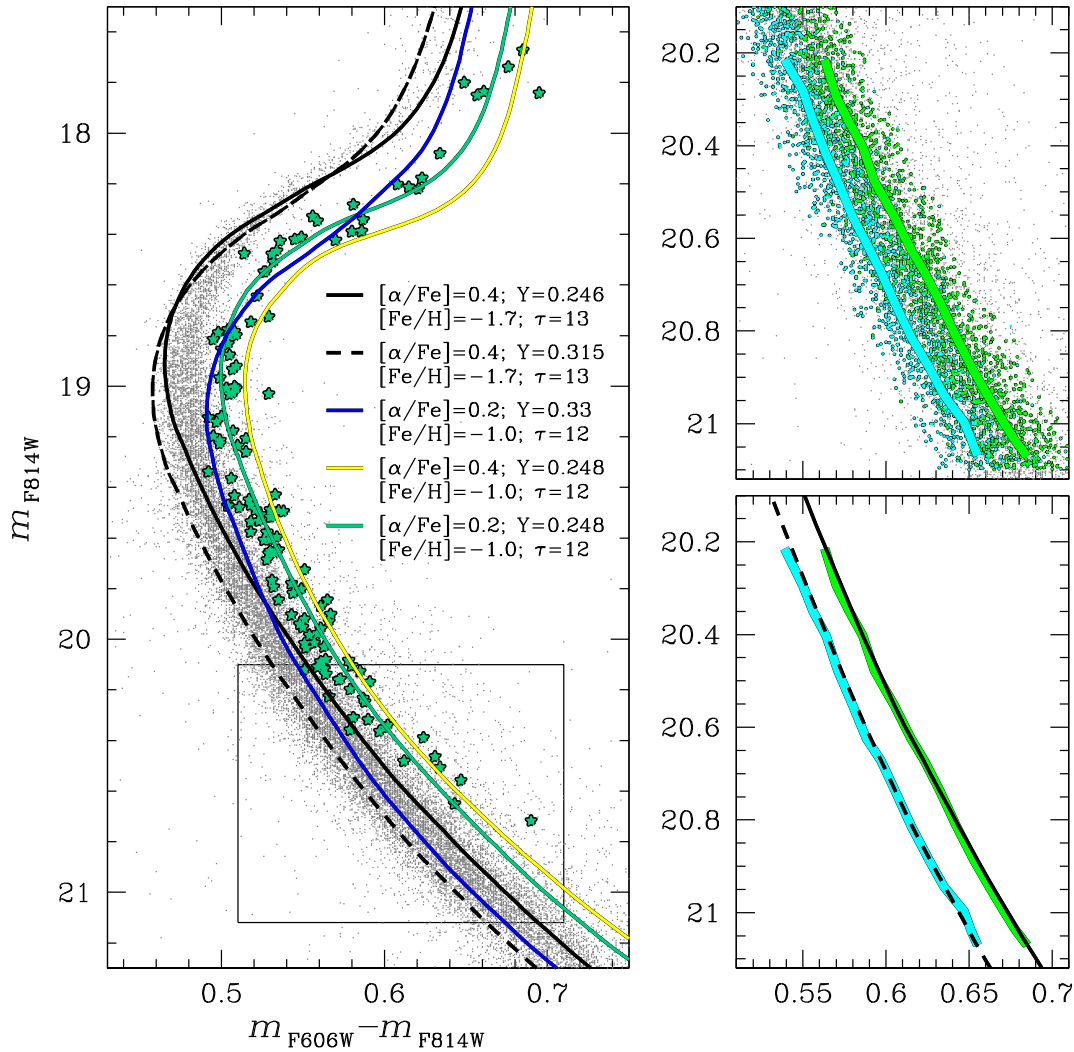 18
19
20
21
0.5
0.6
0.7
m F814W
m F606W − m F814W
[α/Fe]=0.4; Y=0.246
[Fe/H]=−1.7; τ=13
[α/Fe]=0.4; Y=0.315
[Fe/H]=−1.7; τ=13
[α/Fe]=0.2; Y=0.33
[Fe/H]=−1.0; τ=12
[α/Fe]=0.4; Y=0.248
[Fe/H]=−1.0; τ=12
[α/Fe]=0.2; Y=0.248
[Fe/H]=−1.0; τ=12
20.2
20.4
20.6
20.8
21
20.2
20.4
20.6
20.8
21
0.55
0.6
0.65
0.7